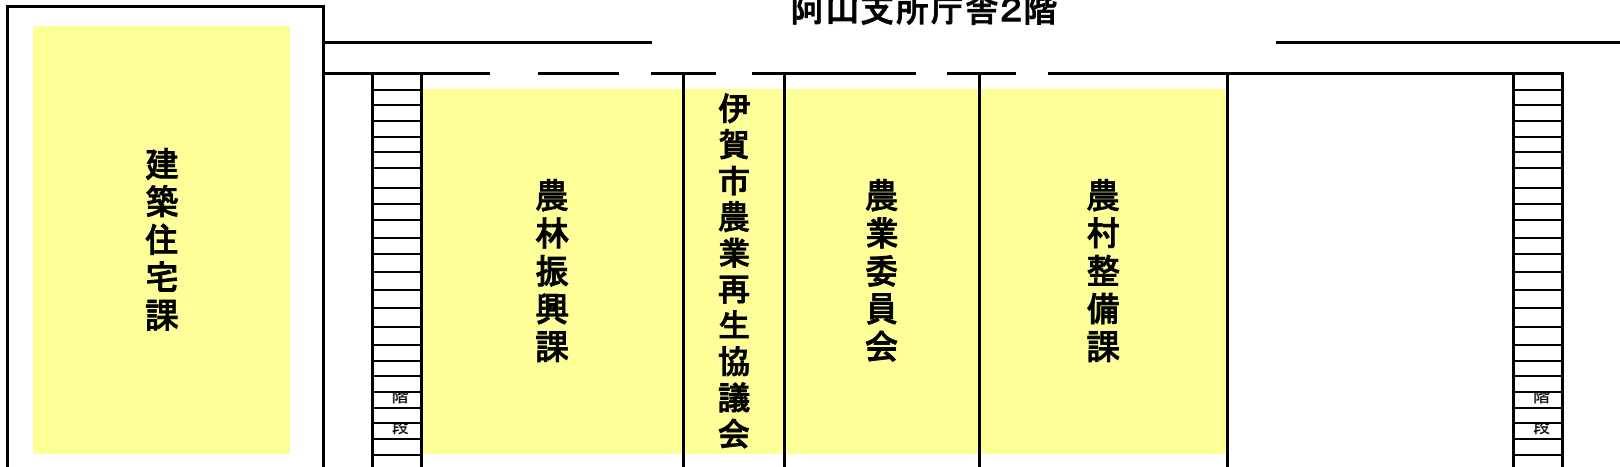 阿山支所庁舎2階
建築住宅課
農林振興課
伊賀市農業再生協議会
農業委員会
農村整備課
階段
階段